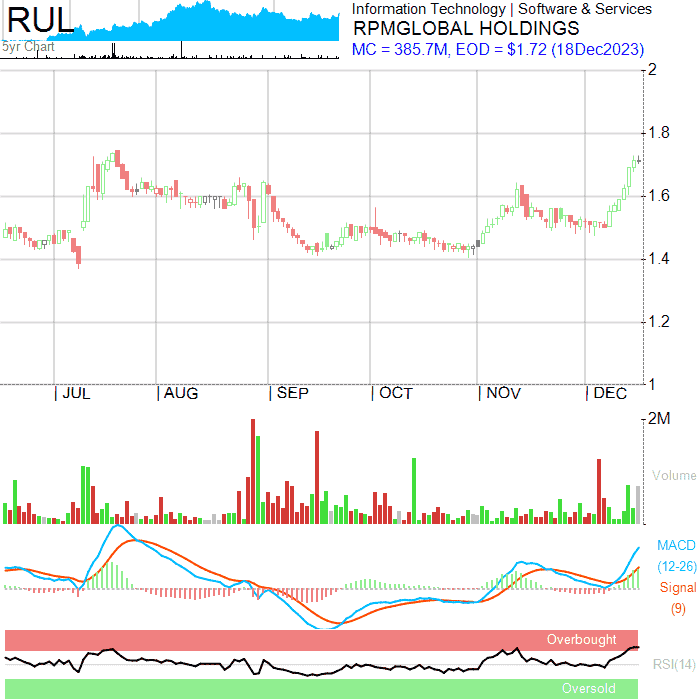 RUL
5yr Chart
Information Technology | Software & Services
RPMGLOBAL HOLDINGS
MC = 385.7M, EOD = $1.72 (18Dec2023)
2
1.8
1.6
1.4
1.2
1
| JUL | AUG | SEP | OCT | NOV | DEC
2M
Volume
MACD
(12-26)
Signal
(9)
Overbought
RSI(14)
Oversold